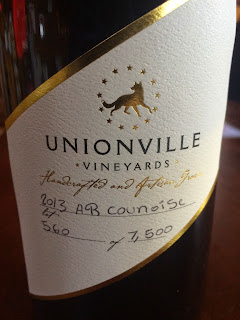 UNIONVILLE
VINEYARDS
Handcrafted and Artisan Grown
2013 AB COUNOISE
560 of 7,500